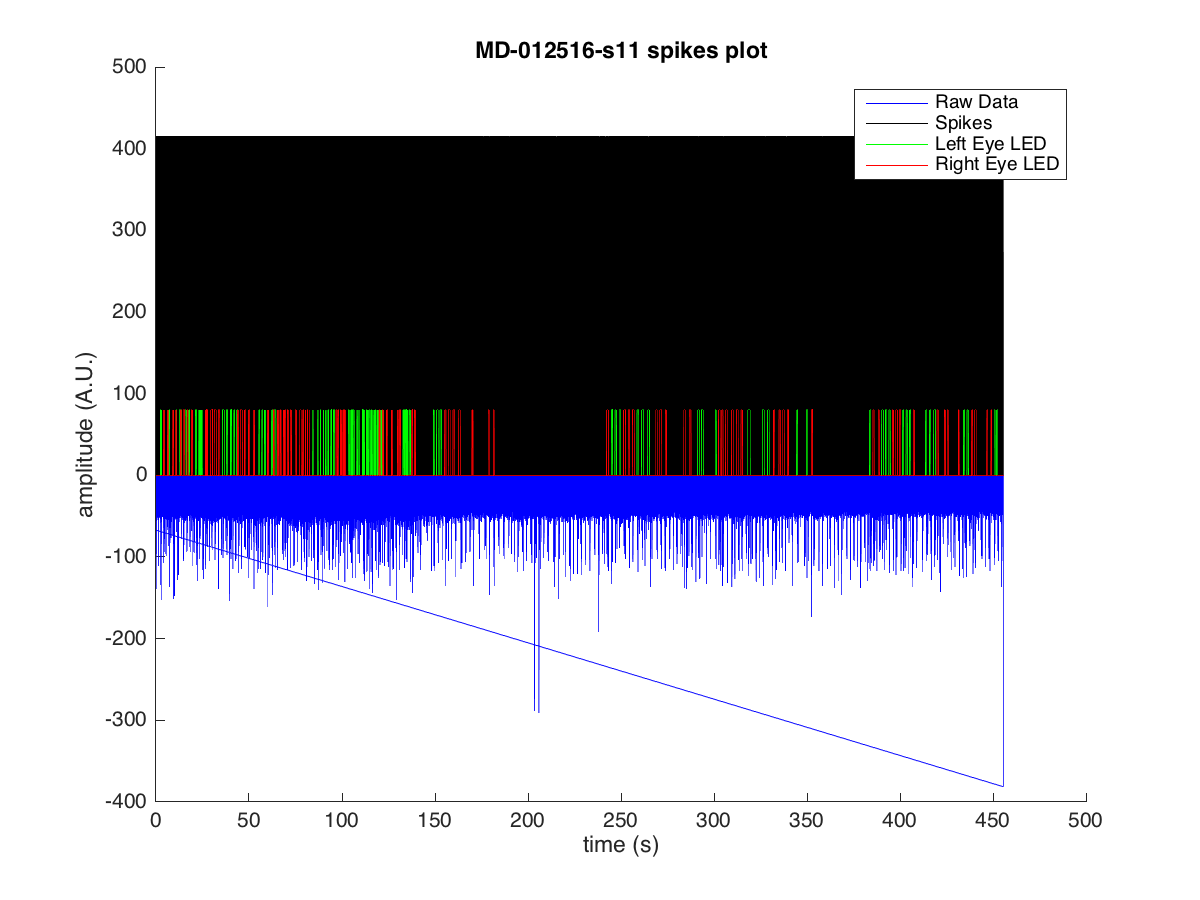 MD-012516-s11 spikes plot
500
400
300
200
100
0
-100
-200
-300
-400
amplitude (A.U.)
Raw Data
Spikes
Left Eye LED
Right Eye LED
0 50 100 150 200 250 300 350 400 450 500
time (s)